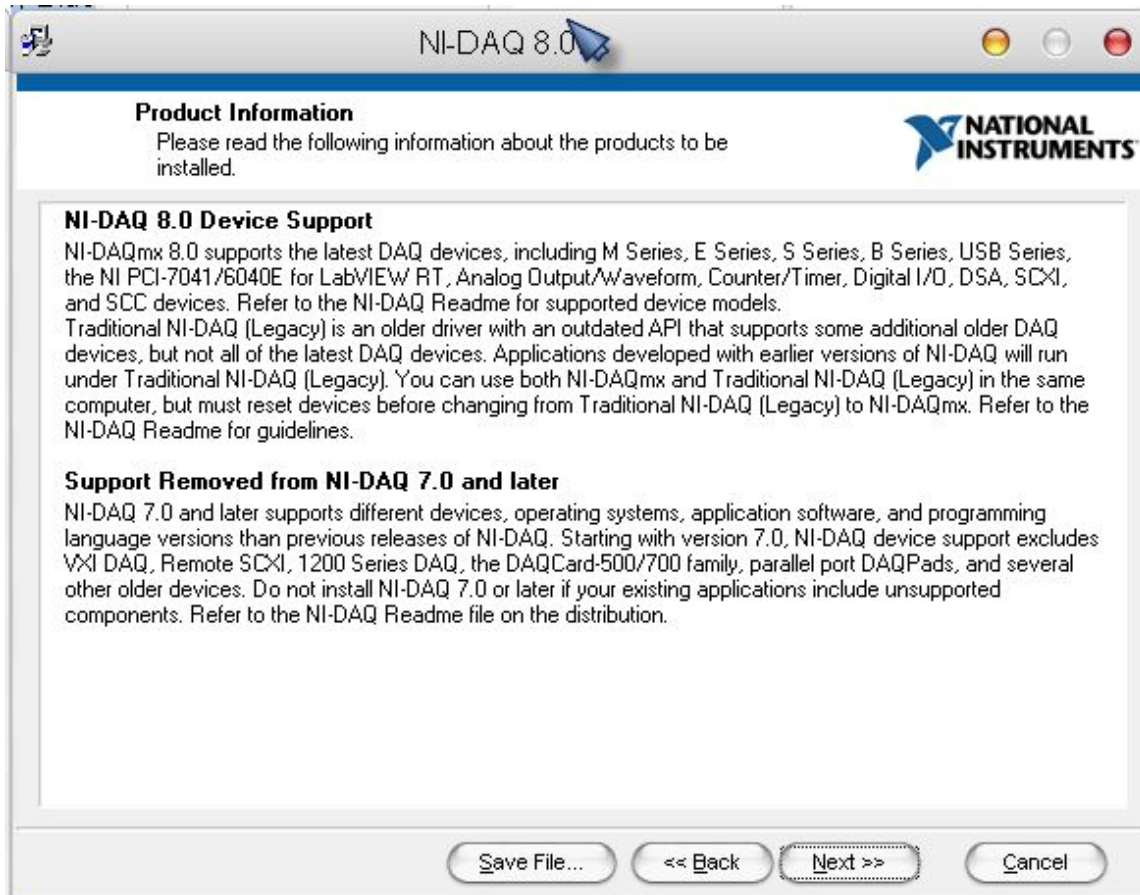 NI-DAQ 8.0
Product Information
Please read the following information about the products to be
installed.
NATIONAL
INSTRUMENTS
NI-DAQ 8.0 Device Support
NI-DAQmx 8.0 supports the latest DAQ devices, including M Series, E Series, S Series, B Series, USB Series,
the NI PCI-7041/6040E for LabVIEW RT, Analog Output/Waveform, Counter/Timer, Digital I/O, DSA, SCXI,
and SCC devices. Refer to the NI-DAQ Readme for supported device models.
Traditional NI-DAQ (Legacy) is an older driver with an outdated API that supports some additional older DAQ
devices, but not all of the latest DAQ devices. Applications developed with earlier versions of NI-DAQ will run
under Traditional NI-DAQ (Legacy). You can use both NI-DAQmx and Traditional NI-DAQ (Legacy) in the same
computer, but must reset devices before changing from Traditional NI-DAQ (Legacy) to NI-DAQmx. Refer to the
NI-DAQ Readme for guidelines.
Support Removed from NI-DAQ 7.0 and later
NI-DAQ 7.0 and later supports different devices, operating systems, application software, and programming
language versions than previous releases of NI-DAQ. Starting with version 7.0, NI-DAQ device support excludes
VXI DAQ, Remote SCXI, 1200 Series DAQ, the DAQCard-500/700 family, parallel port DAQPads, and several
other older devices. Do not install NI-DAQ 7.0 or later if your existing applications include unsupported
components. Refer to the NI-DAQ Readme file on the distribution.
Save File... << Back Next >> Cancel